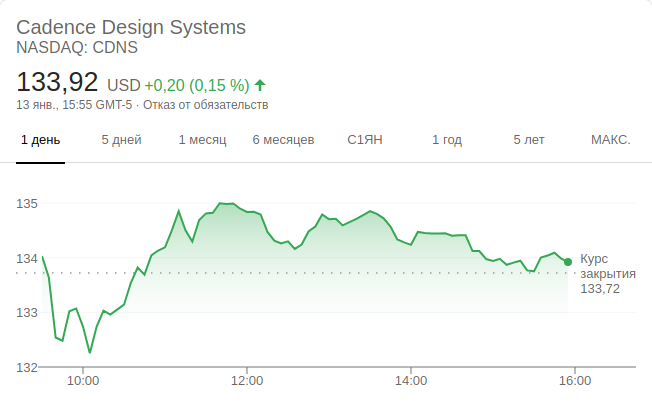 Cadence Design Systems
NASDAQ: CDNS
133,92 USD +0,20 (0,15 %)
13 янв., 15:55 GMT-5 · Отказ от обязательств
1 день 5 дней 1 месяц 6 месяцев С1ЯН 1 год 5 лет МАКС.
135
134
133
132
Курс
закрытия
133,72
10:00 12:00 14:00 16:00